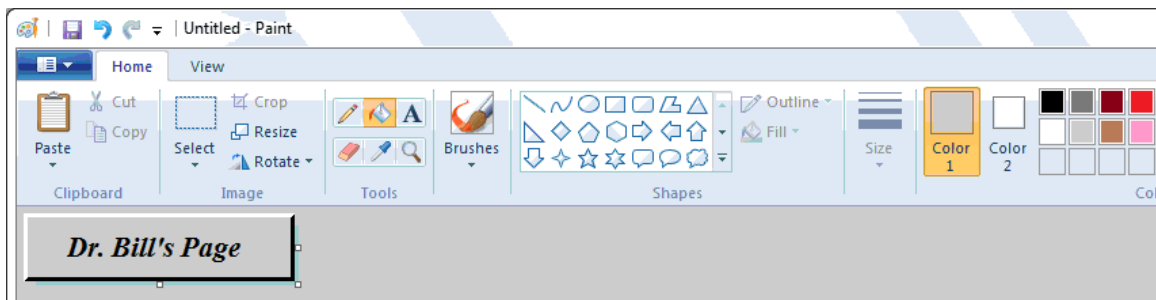 Untitled - Paint
Home View
Cut
Copy
Paste
Clipboard
Select
Crop
Resize
Rotate
Image
A
Tools
Brushes
Outline
Fill
Shapes
Size
Color 1
Color 2
Col
Dr. Bill's Page